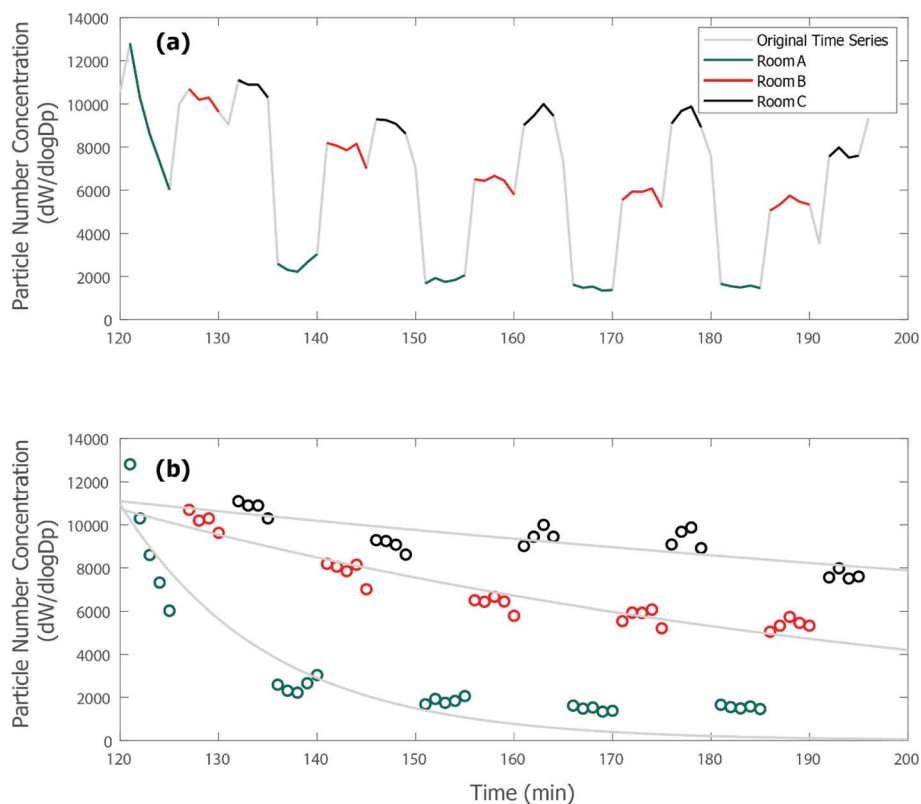 14000
12000
10000
8000
6000
4000
2000
0
Particle Number Concentration
(dW/dlogDp)
(a)
Original Time Series
Room A
Room B
Room C
120 130 140 150 160 170 180 190 200
14000
12000
10000
8000
6000
4000
2000
0
Particle Number Concentration
(dW/dlogDp)
(b)
120 130 140 150 160 170 180 190 200
Time (min)